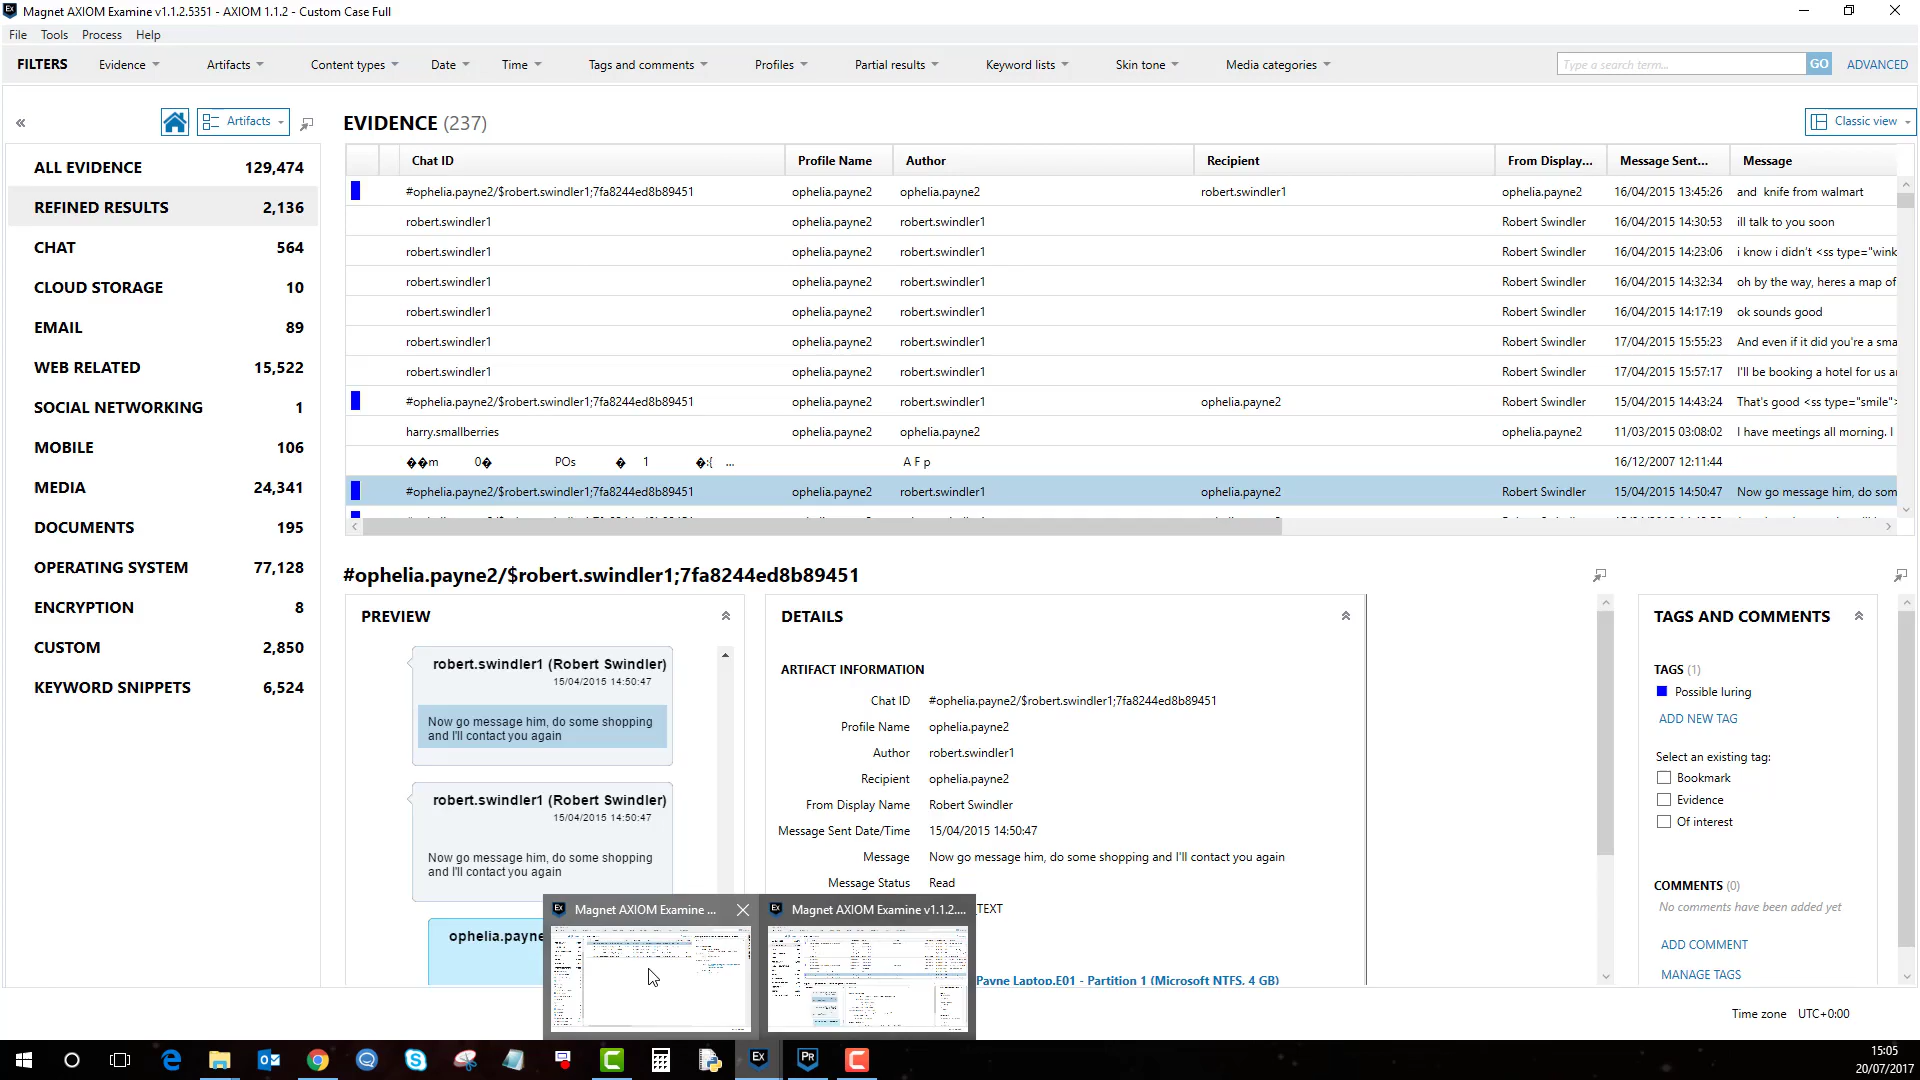 Magnet AXIOM Examine v1.1.2.5351 - AXIOM 1.1.2 - Custom Case Full
File Tools Process Help
FILTERS Evidence Artifacts Content types Date Time Tags and comments Profiles Partial results Keyword lists Skin tone Media categories Type a search term... GO ADVANCED
Artifacts
EVIDENCE (237)
Classic view
ALL EVIDENCE 129,474
REFINED RESULTS 2,136
CHAT 564
CLOUD STORAGE 10
EMAIL 89
WEB RELATED 15,522
SOCIAL NETWORKING 1
MOBILE 106
MEDIA 24,341
DOCUMENTS 195
OPERATING SYSTEM 77,128
ENCRYPTION 8
CUSTOM 2,850
KEYWORD SNIPPETS 6,524
Chat ID Profile Name Author Recipient From Display... Message Sent... Message
#ophelia.payne2/$robert.swindler1;7fa8244ed8b89451 ophelia.payne2 ophelia.payne2 robert.swindler1 ophelia.payne2 16/04/2015 13:45:26 and knife from walmart
robert.swindler1 ophelia.payne2 robert.swindler1 Robert Swindler 16/04/2015 14:30:53 ill talk to you soon
robert.swindler1 ophelia.payne2 robert.swindler1 Robert Swindler 16/04/2015 14:23:06 i know i didn't <ss type="wink
robert.swindler1 ophelia.payne2 robert.swindler1 Robert Swindler 16/04/2015 14:32:34 oh by the way, heres a map of
robert.swindler1 ophelia.payne2 robert.swindler1 Robert Swindler 16/04/2015 14:17:19 ok sounds good
robert.swindler1 ophelia.payne2 robert.swindler1 Robert Swindler 17/04/2015 15:55:23 And even if it did you're a sma
robert.swindler1 ophelia.payne2 robert.swindler1 Robert Swindler 17/04/2015 15:57:17 I'll be booking a hotel for us a
#ophelia.payne2/$robert.swindler1;7fa8244ed8b89451 ophelia.payne2 robert.swindler1 ophelia.payne2 Robert Swindler 15/04/2015 14:43:24 That's good <ss type="smile">
harry.smallberries ophelia.payne2 ophelia.payne2 ophelia.payne2 11/03/2015 03:08:02 I have meetings all morning. I
��m 0� POs � 1 �:{ ... A F p 16/12/2007 12:11:44
#ophelia.payne2/$robert.swindler1;7fa8244ed8b89451 ophelia.payne2 robert.swindler1 ophelia.payne2 Robert Swindler 15/04/2015 14:50:47 Now go message him, do som
#ophelia.payne2/$robert.swindler1;7fa8244ed8b89451
PREVIEW
robert.swindler1 (Robert Swindler)
15/04/2015 14:50:47
Now go message him, do some shopping
and I'll contact you again
robert.swindler1 (Robert Swindler)
15/04/2015 14:50:47
Now go message him, do some shopping
and I'll contact you again
ophelia.payne
DETAILS
ARTIFACT INFORMATION
Chat ID #ophelia.payne2/$robert.swindler1;7fa8244ed8b89451
Profile Name ophelia.payne2
Author robert.swindler1
Recipient ophelia.payne2
From Display Name Robert Swindler
Message Sent Date/Time 15/04/2015 14:50:47
Message Now go message him, do some shopping and I'll contact you again
Message Status Read
_TEXT
Payne Laptop.E01 - Partition 1 (Microsoft NTFS, 4 GB)
TAGS AND COMMENTS
TAGS (1)
Possible luring
ADD NEW TAG
Select an existing tag:
Bookmark
Evidence
Of interest
COMMENTS (0)
No comments have been added yet
ADD COMMENT
MANAGE TAGS
Magnet AXIOM Examine ...
Magnet AXIOM Examine v1.1.2....
Time zone UTC+0:00
Ex Pr
15:05
20/07/2017